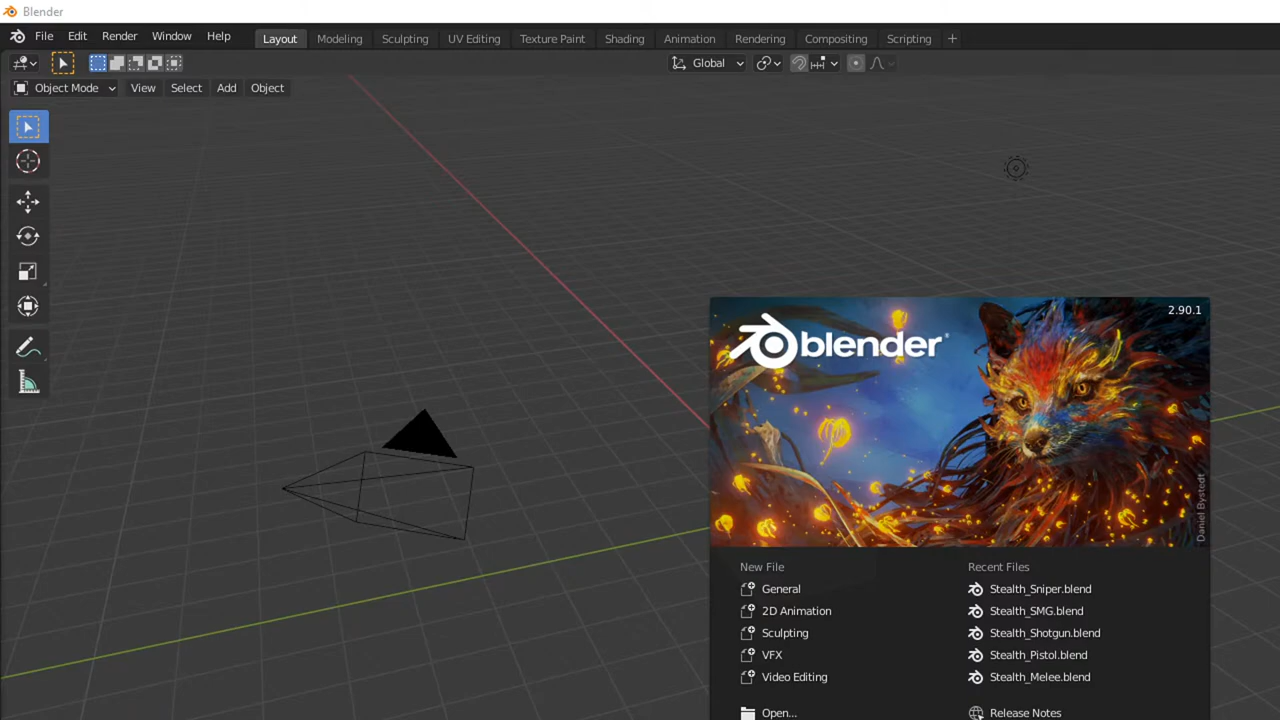 Blender
File Edit Render Window Help Layout Modeling Sculpting UV Editing Texture Paint Shading Animation Rendering Compositing Scripting +
Global
Object Mode View Select Add Object
2.90.1
blender®
Daniel Bystedt
New File Recent Files
General Stealth_Sniper.blend
2D Animation Stealth_SMG.blend
Sculpting Stealth_Shotgun.blend
VFX Stealth_Pistol.blend
Video Editing Stealth_Melee.blend
Open... Release Notes